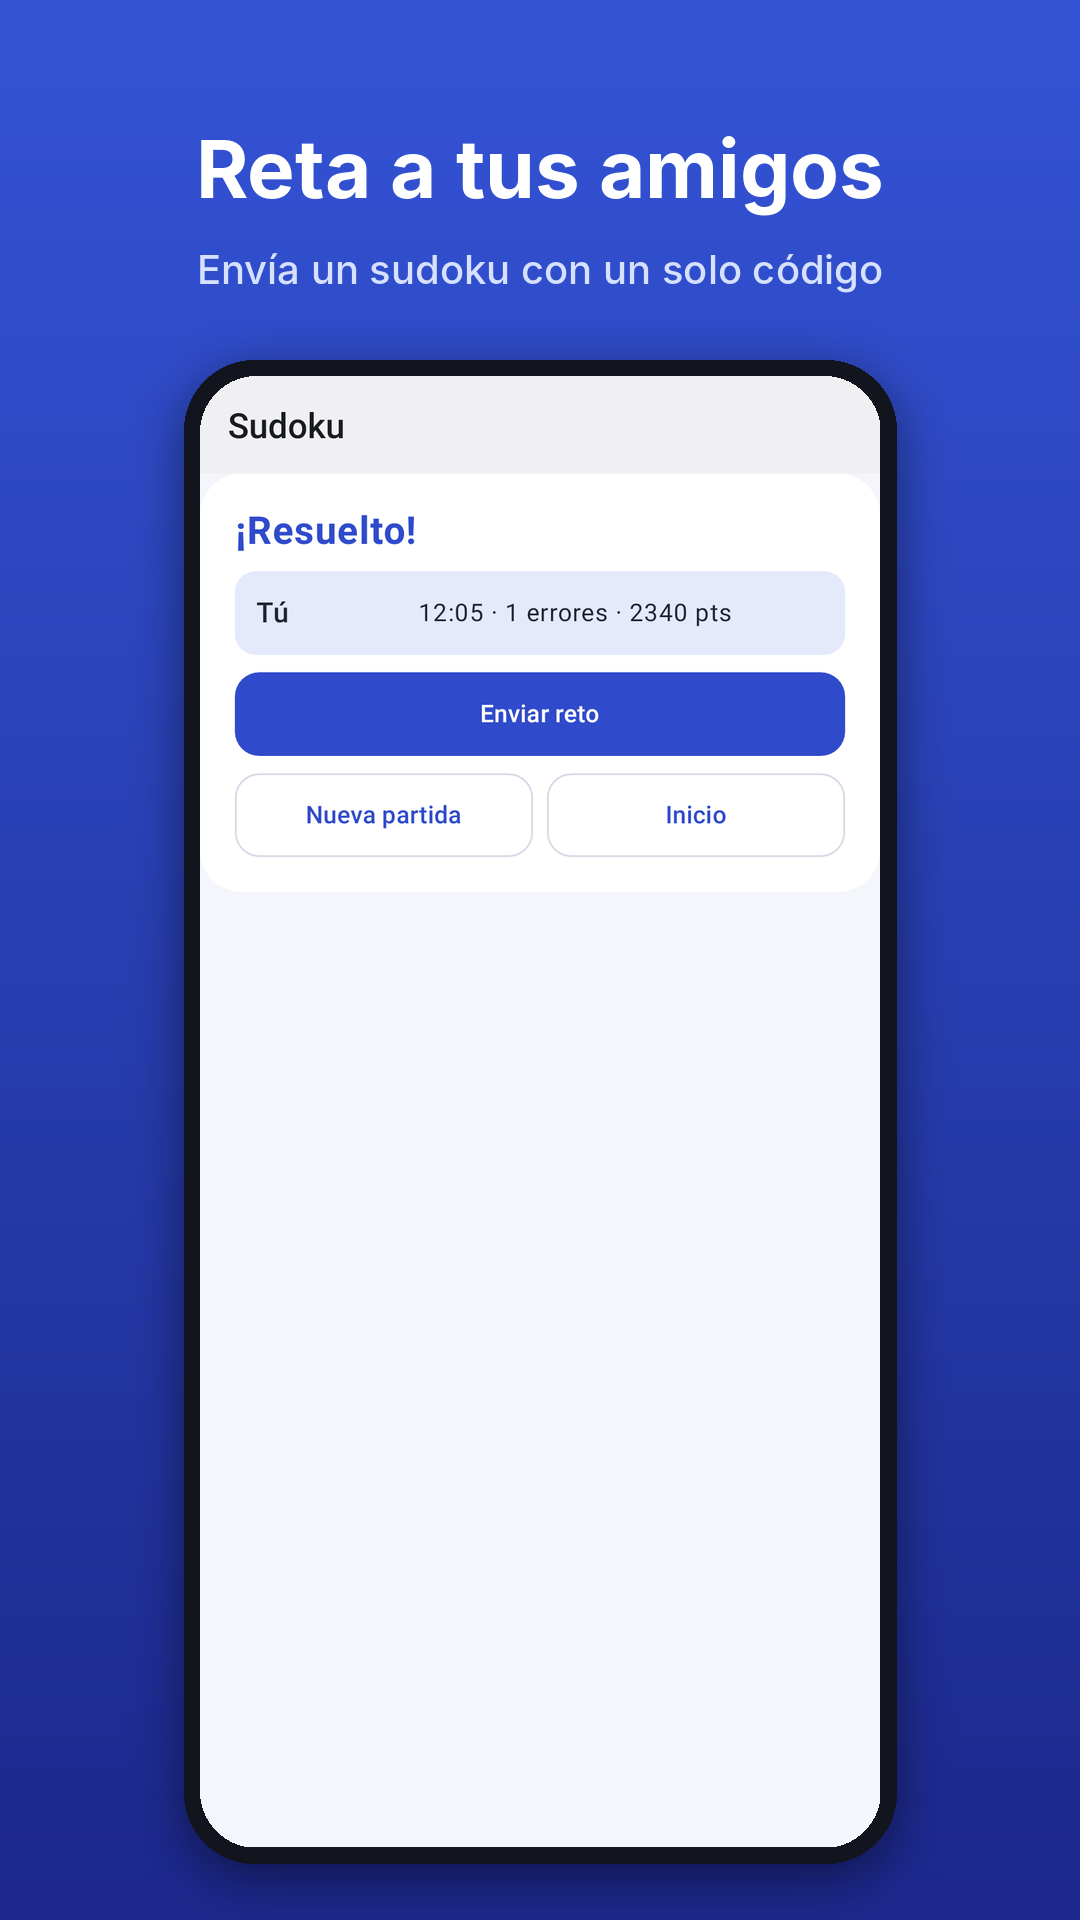 Reta a tus amigos
Envía un sudoku con un solo código
Sudoku
¡Resuelto!
Tú 12:05 · 1 errores · 2340 pts
Enviar reto
Nueva partida Inicio